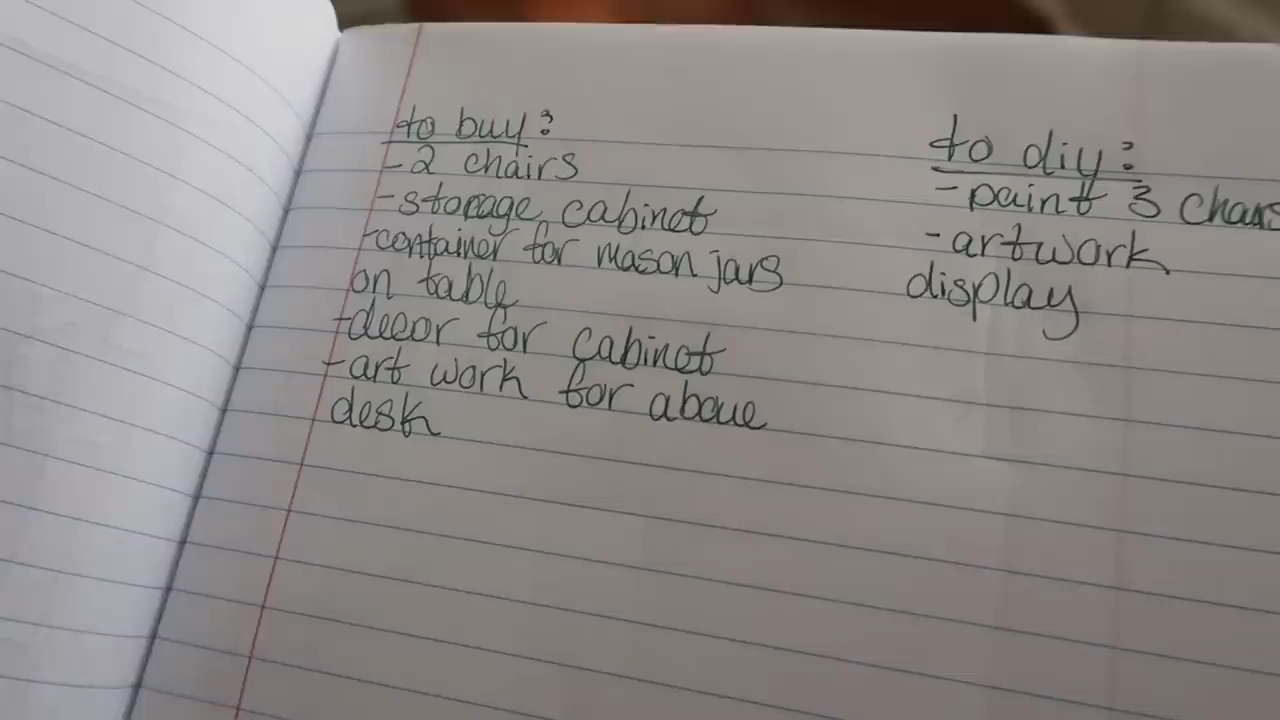 to buy:
-2 chairs
-storage cabinet
-container for mason jars
on table
-decor for cabinet
-art work for above
desk
to diy:
-paint 3 chairs
-artwork
display